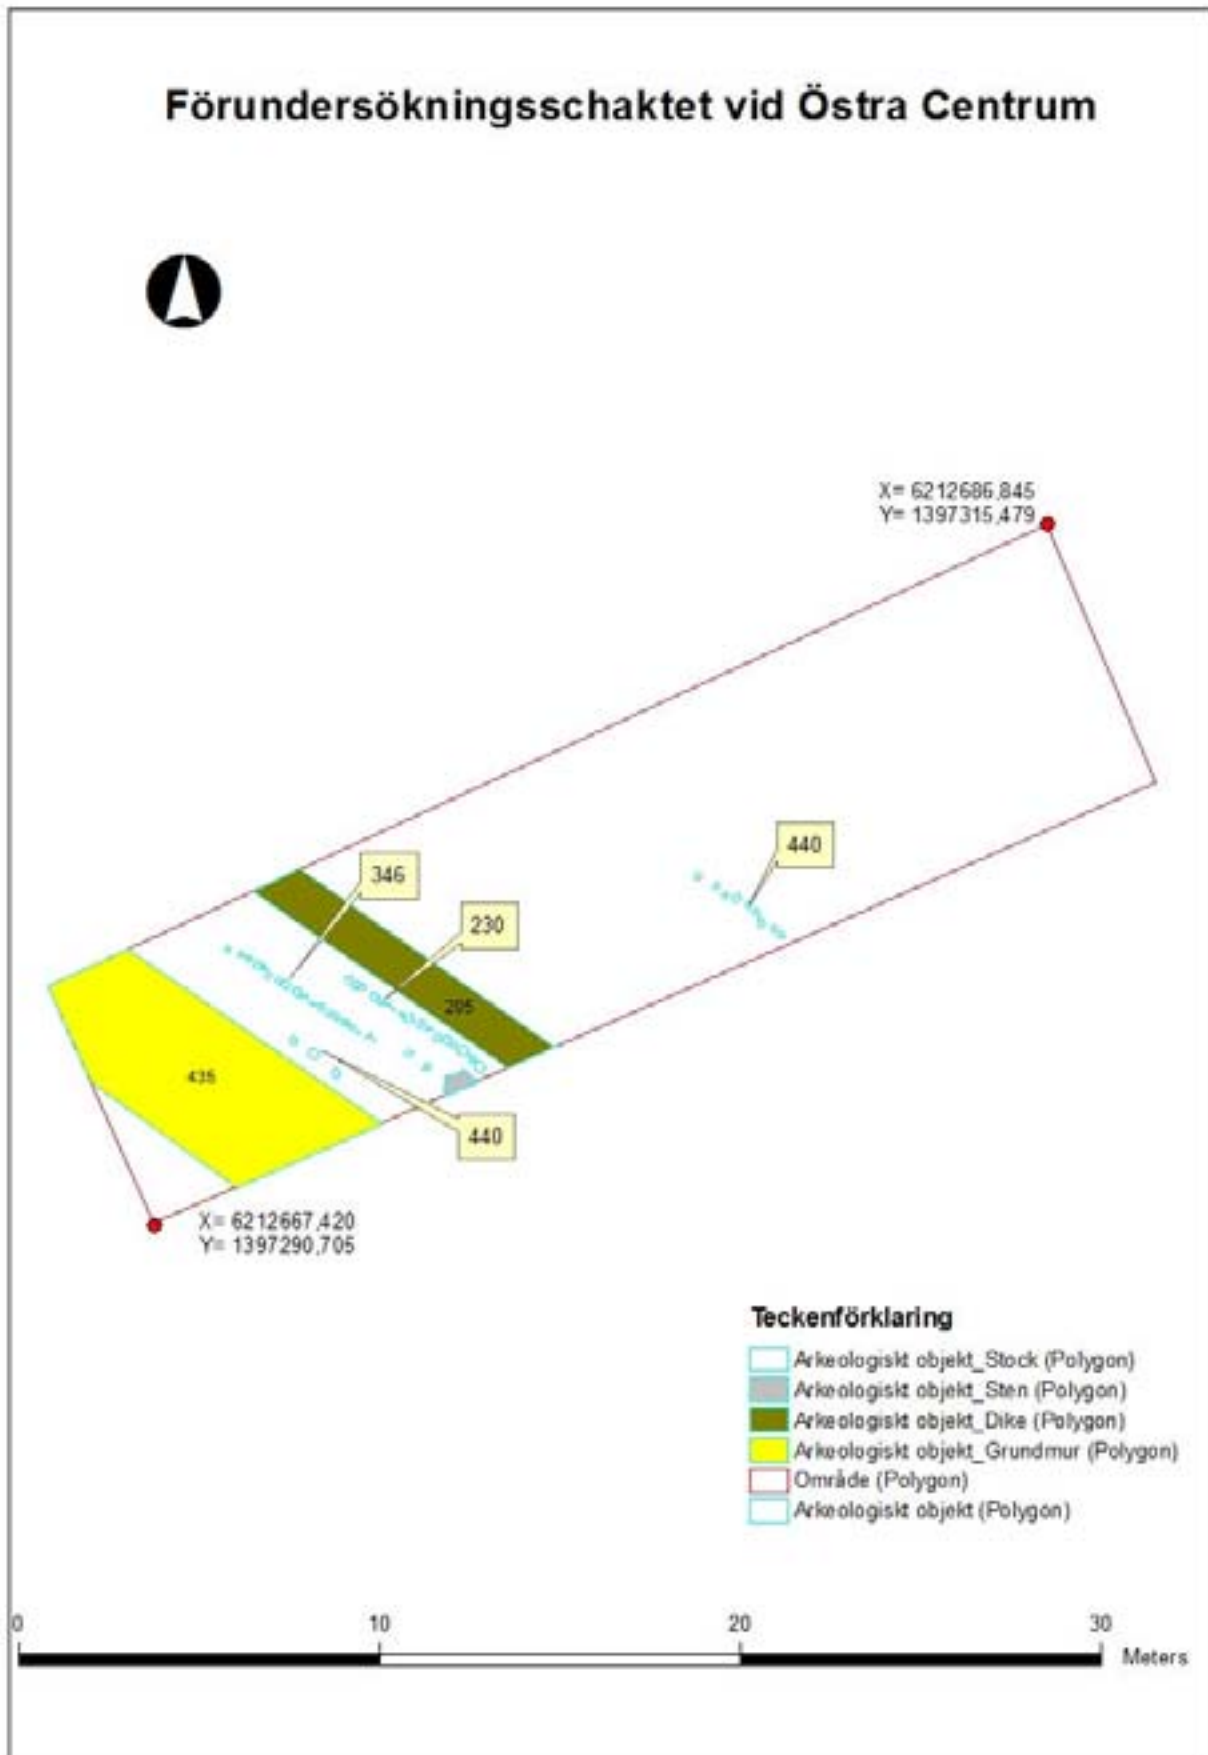 Förundersökningsschaktet vid Östra Centrum
X= 6212686,845
Y= 1397315,479
440
346
230
205
435
440
X= 6212667,420
Y= 1397290,705
Teckenförklaring
Arkeologiskt objekt_Stock (Polygon)
Arkeologiskt objekt_Sten (Polygon)
Arkeologiskt objekt_Dike (Polygon)
Arkeologiskt objekt_Grundmur (Polygon)
Område (Polygon)
Arkeologiskt objekt (Polygon)
0 10 20 30
Meters